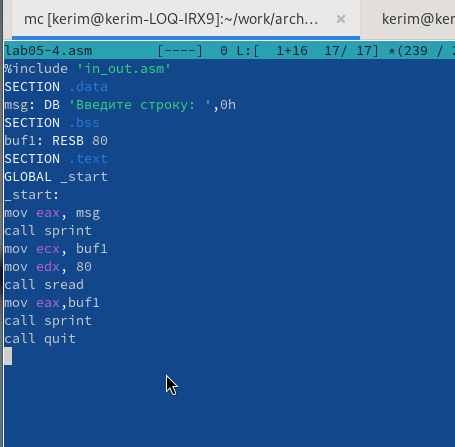 mc [kerim@kerim-LOQ-IRX9]:~/work/arch... × kerim@ker
lab05-4.asm [----] 0 L:[ 1+16 17/ 17] *(239 / 2
%include 'in_out.asm'
SECTION .data
msg: DB 'Введите строку: ',0h
SECTION .bss
buf1: RESB 80
SECTION .text
GLOBAL _start
_start:
mov eax, msg
call sprint
mov ecx, buf1
mov edx, 80
call sread
mov eax,buf1
call sprint
call quit